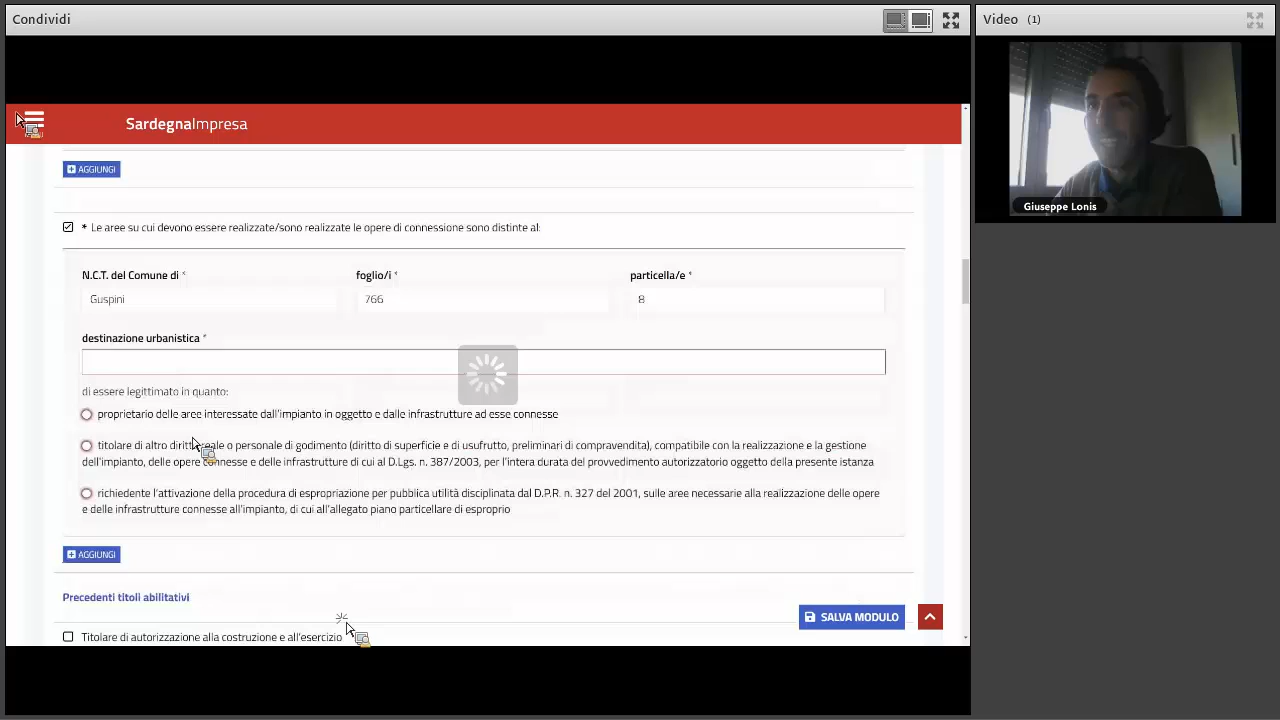 Condividi
Video (1)
SardegnaImpresa
AGGIUNGI
* Le aree su cui devono essere realizzate/sono realizzate le opere di connessione sono distinte al:
N.C.T. del Comune di * foglio/i * particella/e *
Guspini 766 8
destinazione urbanistica *
di essere legittimato in quanto:
proprietario delle aree interessate dall'impianto in oggetto e dalle infrastrutture ad esse connesse
titolare di altro diritto reale o personale di godimento (diritto di superficie e di usufrutto, preliminari di compravendita), compatibile con la realizzazione e la gestione
dell'impianto, delle opere connesse e delle infrastrutture di cui al D.Lgs. n. 387/2003, per l'intera durata del provvedimento autorizzatorio oggetto della presente istanza
richiedente l'attivazione della procedura di espropriazione per pubblica utilità disciplinata dal D.P.R. n. 327 del 2001, sulle aree necessarie alla realizzazione delle opere
e delle infrastrutture connesse all'impianto, di cui all'allegato piano particellare di esproprio
AGGIUNGI
Precedenti titoli abilitativi
SALVA MODULO
Titolare di autorizzazione alla costruzione e all'esercizio
Giuseppe Lonis